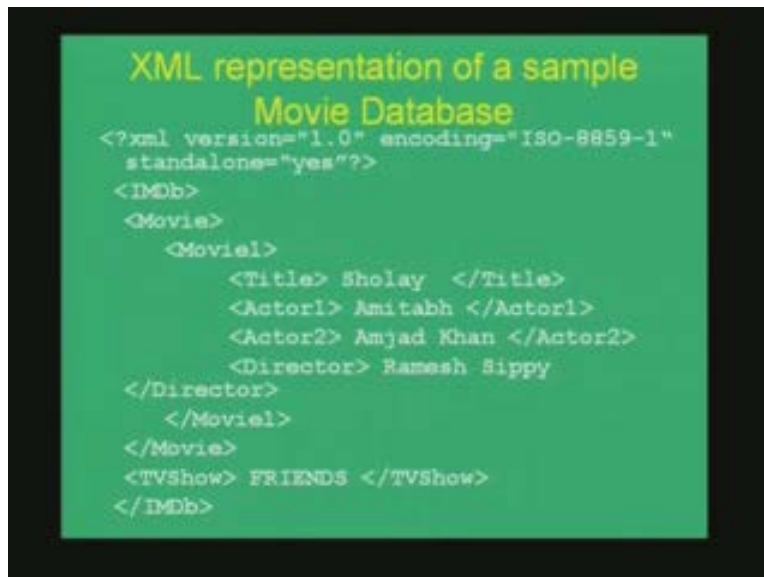 XML representation of a sample
Movie Database
<?xml version="1.0" encoding="ISO-8859-1"
standalone="yes"?>
<IMDb>
<Movie>
<Movie1>
<Title> Sholay </Title>
<Actor1> Amitabh </Actor1>
<Actor2> Amjad Khan </Actor2>
<Director> Ramesh Sippy
</Director>
</Movie1>
</Movie>
<TVShow> FRIENDS </TVShow>
</IMDb>